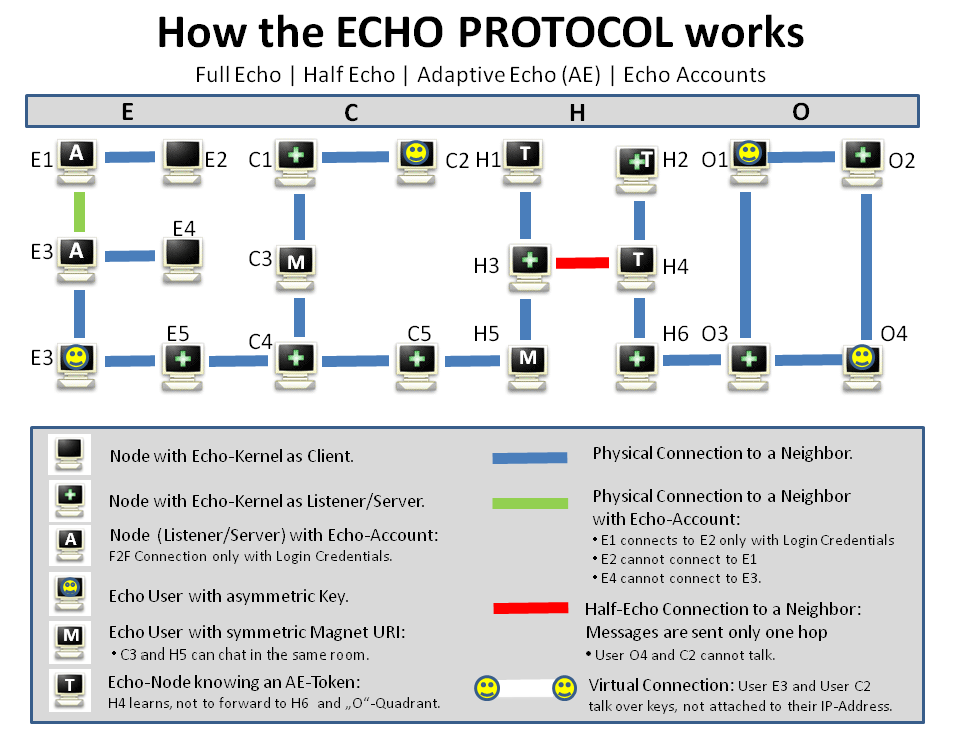 How the ECHO PROTOCOL works
Full Echo | Half Echo | Adaptive Echo (AE) | Echo Accounts
E C H O
E1 A E2 C1 C2 H1 T T H2 O1 O2
E3 A E4 C3 M H3 T H4
E3 E5 C4 C5 H5 M H6 O3 O4
Node with Echo-Kernel as Client.
Node with Echo-Kernel as Listener/Server.
A Node (Listener/Server) with Echo-Account:
F2F Connection only with Login Credentials.
Echo User with asymmetric Key.
M Echo User with symmetric Magnet URI:
• C3 and H5 can chat in the same room.
T Echo-Node knowing an AE-Token:
H4 learns, not to forward to H6 and „O“-Quadrant.
Physical Connection to a Neighbor.
Physical Connection to a Neighbor
with Echo-Account:
• E1 connects to E2 only with Login Credentials
• E2 cannot connect to E1
• E4 cannot connect to E3.
Half-Echo Connection to a Neighbor:
Messages are sent only one hop
• User O4 and C2 cannot talk.
Virtual Connection: User E3 and User C2
talk over keys, not attached to their IP-Address.